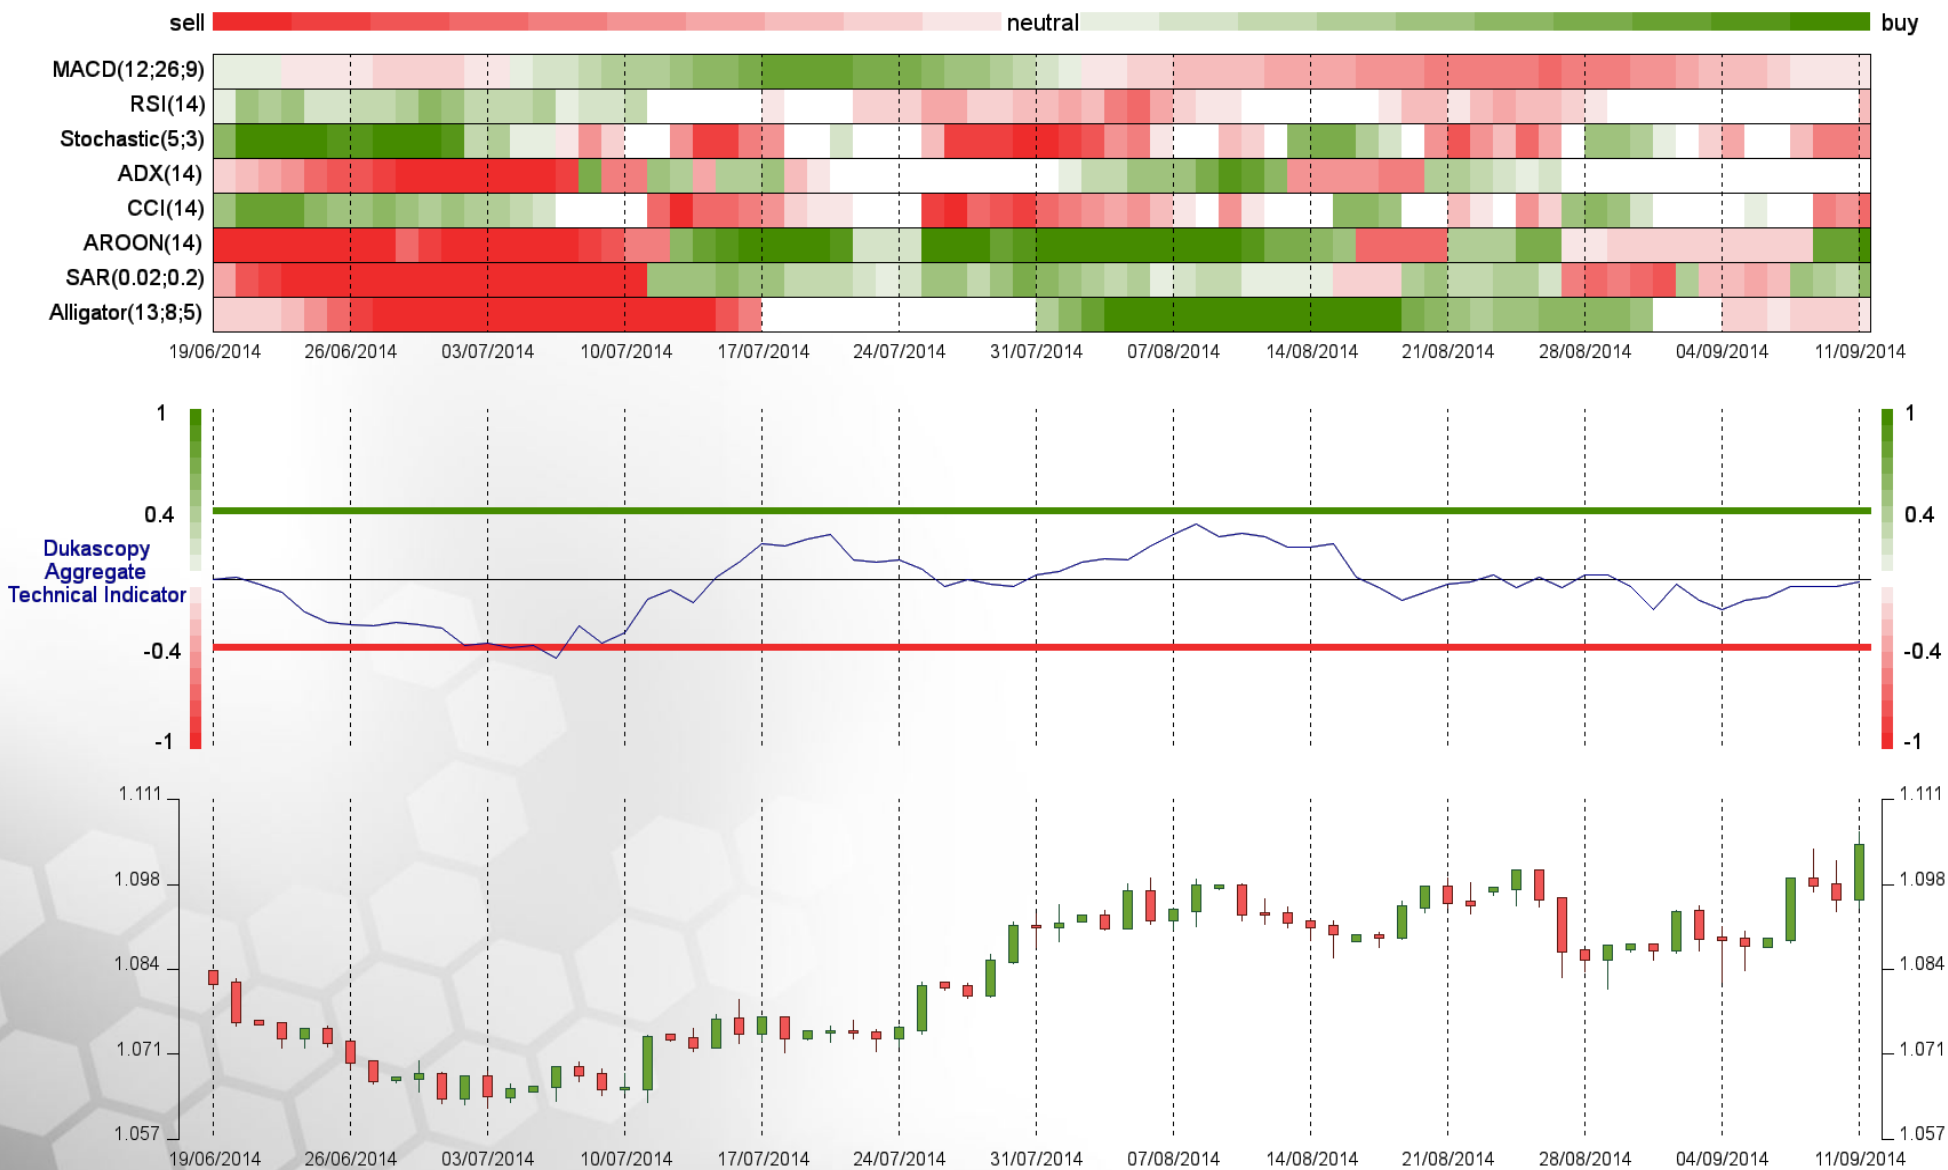 sell neutral buy
MACD(12;26;9)
RSI(14)
Stochastic(5;3)
ADX(14)
CCI(14)
AROON(14)
SAR(0.02;0.2)
Alligator(13;8;5)
19/06/2014 26/06/2014 03/07/2014 10/07/2014 17/07/2014 24/07/2014 31/07/2014 07/08/2014 14/08/2014 21/08/2014 28/08/2014 04/09/2014 11/09/2014
1 1
0.4 0.4
Dukascopy
Aggregate
Technical Indicator
-0.4 -0.4
-1 -1
1.111 1.111
1.098 1.098
1.084 1.084
1.071 1.071
1.057 1.057
19/06/2014 26/06/2014 03/07/2014 10/07/2014 17/07/2014 24/07/2014 31/07/2014 07/08/2014 14/08/2014 21/08/2014 28/08/2014 04/09/2014 11/09/2014